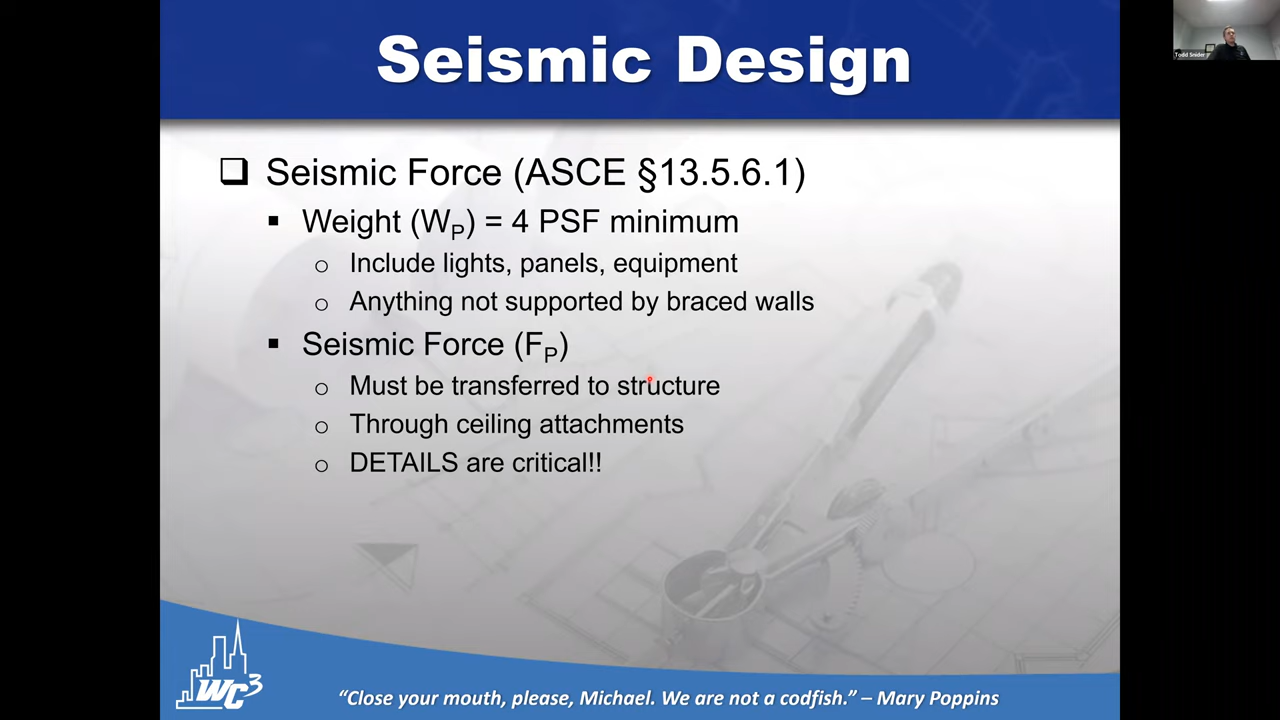 Seismic Design
Todd Snider
❑ Seismic Force (ASCE §13.5.6.1)
▪ Weight (WP) = 4 PSF minimum
o Include lights, panels, equipment
o Anything not supported by braced walls
▪ Seismic Force (FP)
o Must be transferred to structure
o Through ceiling attachments
o DETAILS are critical!!
WC3
“Close your mouth, please, Michael. We are not a codfish.” – Mary Poppins